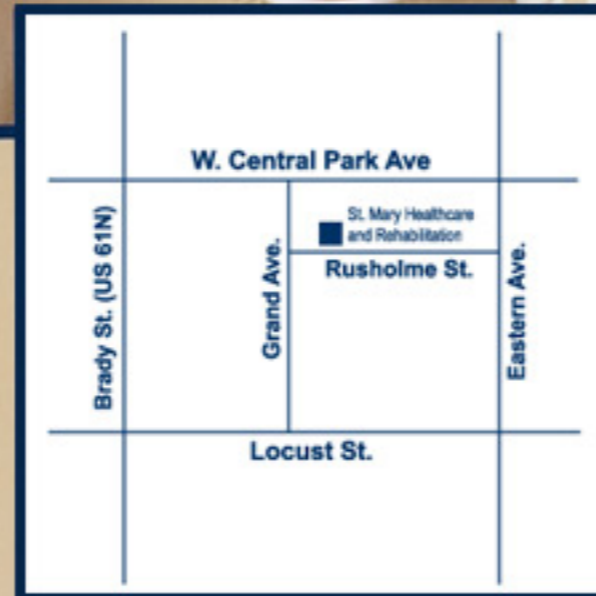 W. Central Park Ave
St. Mary Healthcare
and Rehabilitation
Brady St. (US 61N)
Grand Ave.
Rusholme St.
Eastern Ave.
Locust St.